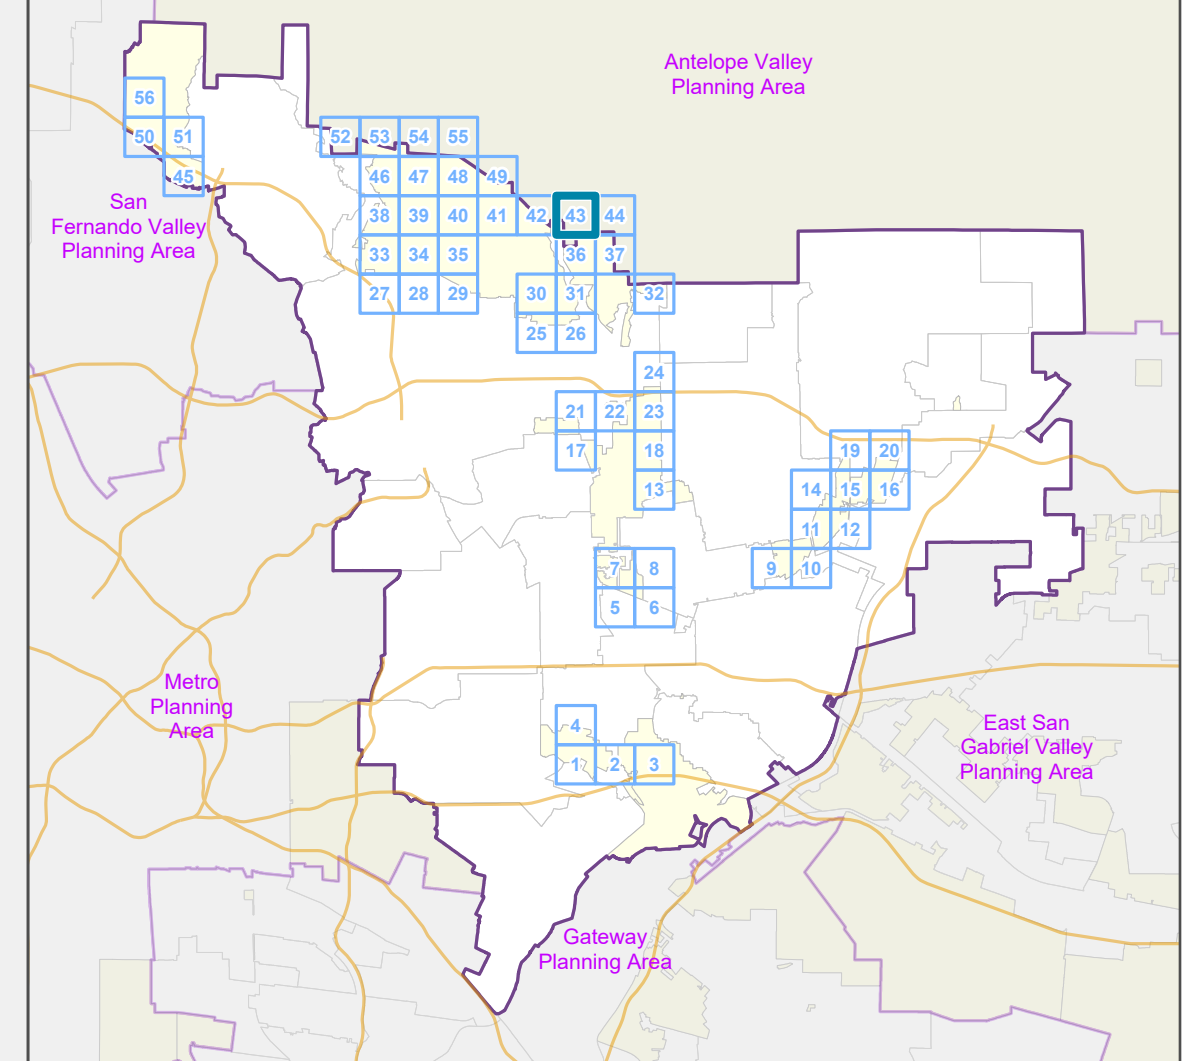 Antelope Valley
Planning Area
56
50 51
52 53 54 55
45
46 47 48 49
San
Fernando Valley
Planning Area
38 39 40 41 42 43 44
33 34 35 36 37
27 28 29 30 31 32
25 26
24
21 22 23
17 18 19 20
13 14 15 16
11 12
7 8 9 10
5 6
Metro
Planning
Area
4
East San
Gabriel Valley
Planning Area
1 2 3
Gateway
Planning Area